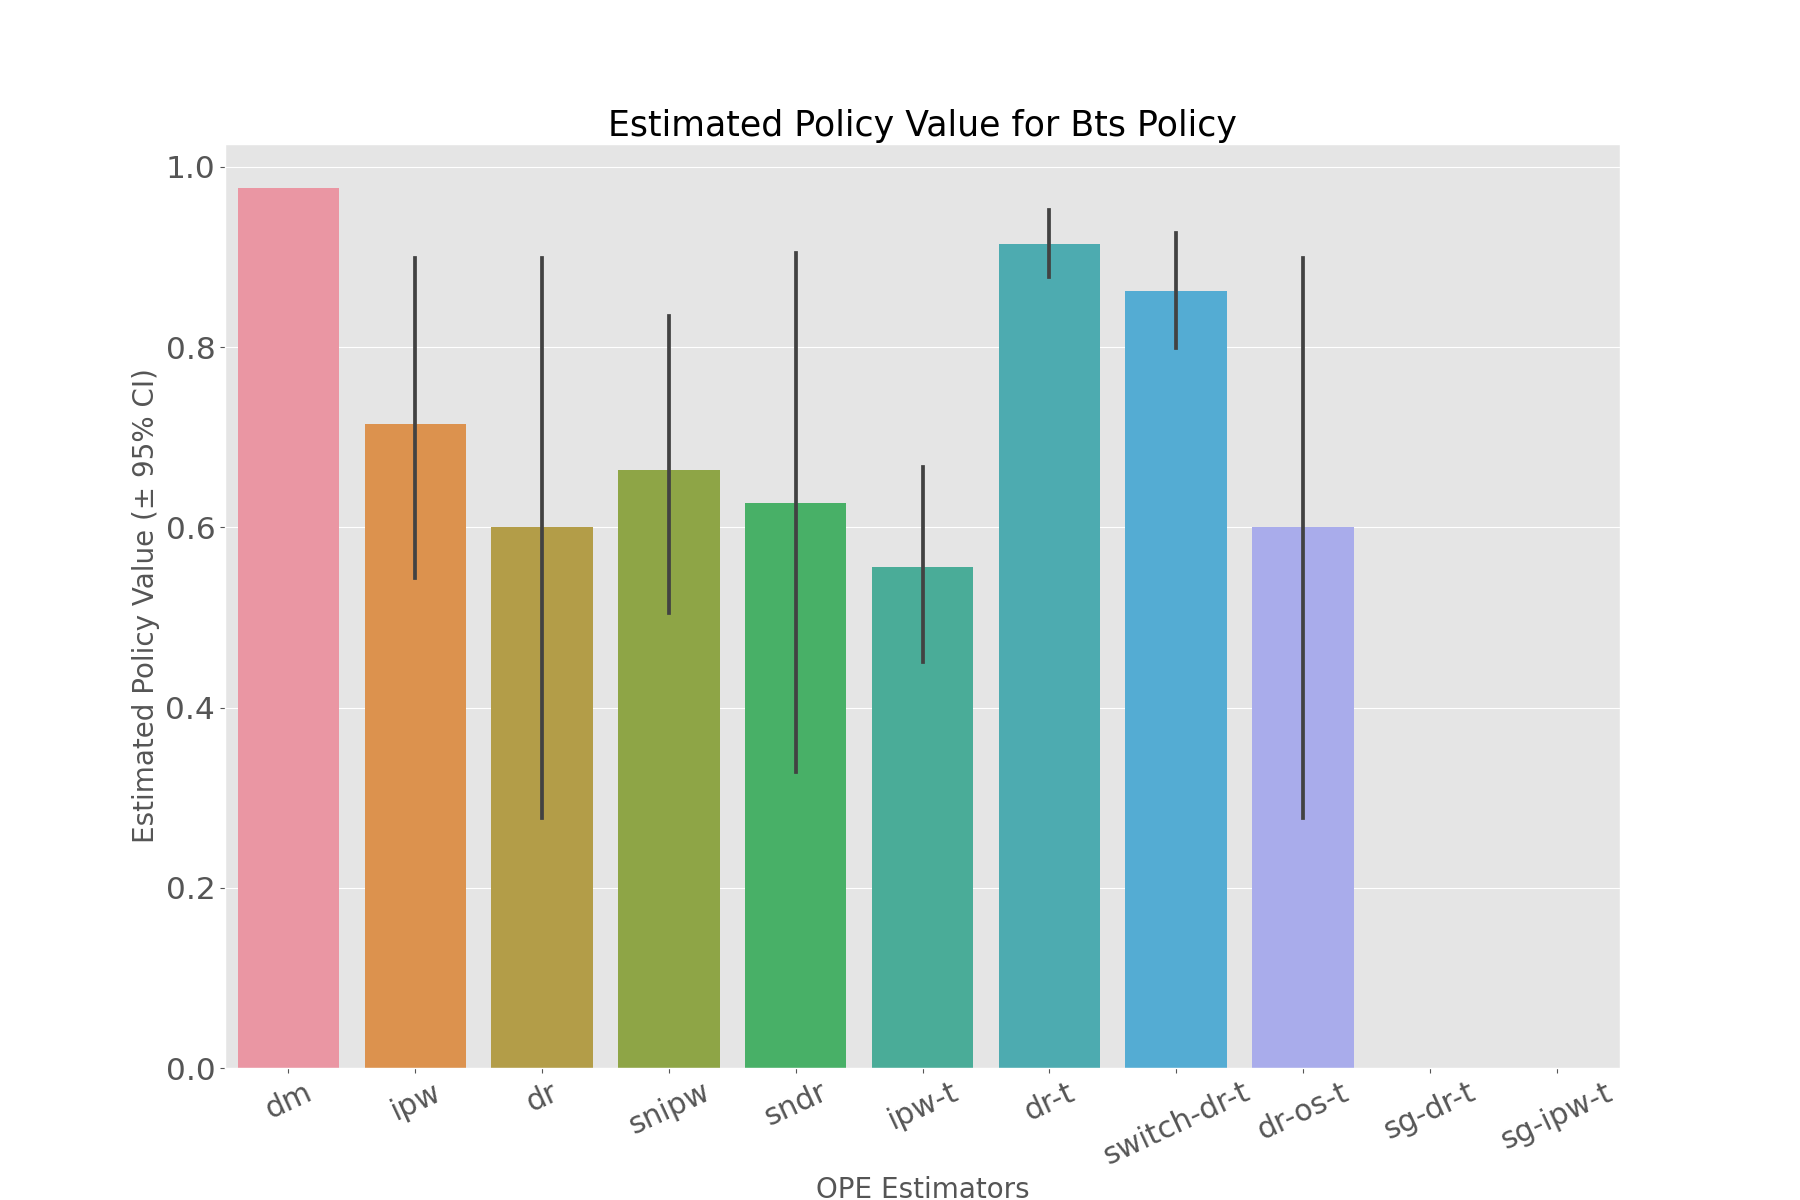 Estimated Policy Value for Bts Policy
Estimated Policy Value (± 95% CI)
1.0
0.8
0.6
0.4
0.2
0.0
dm
ipw
dr
snipw
sndr
ipw-t
dr-t
switch-dr-t
dr-os-t
sg-dr-t
sg-ipw-t
OPE Estimators